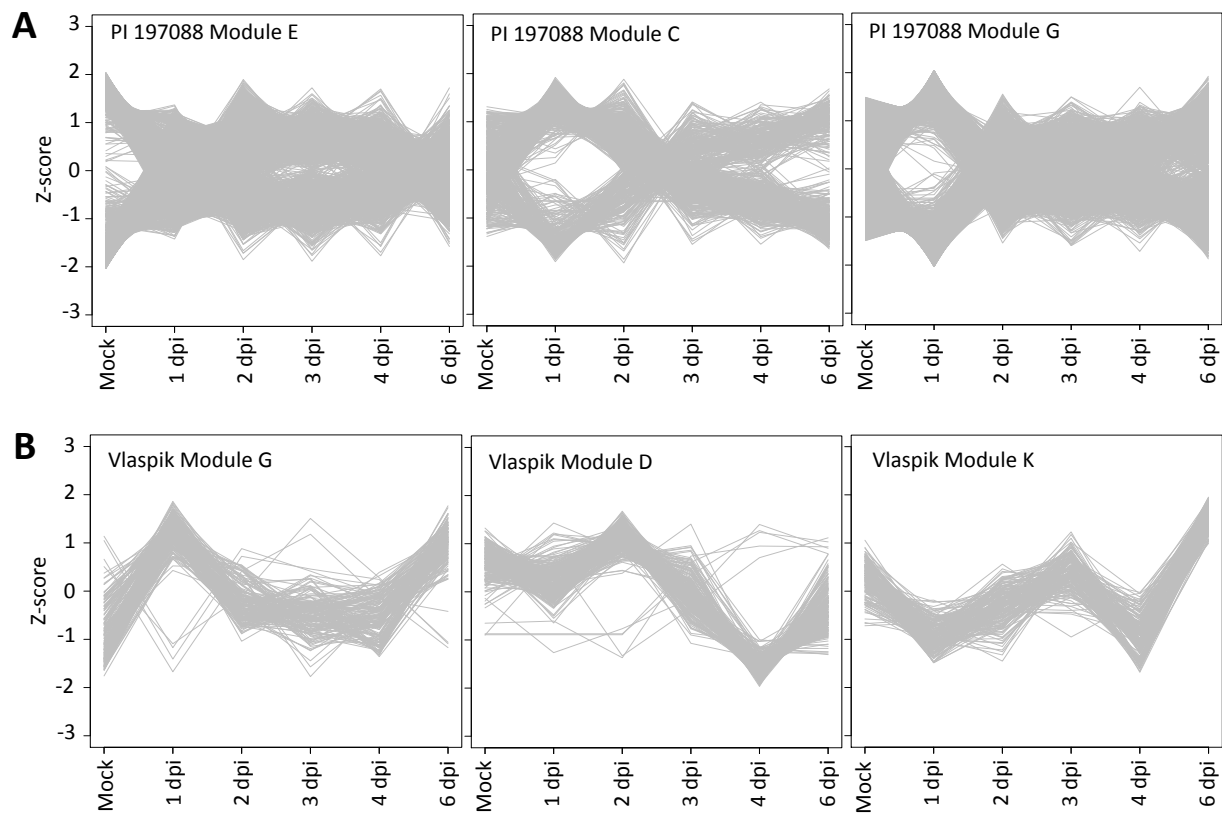 A
PI 197088 Module E
PI 197088 Module C
PI 197088 Module G
Z-score
3
2
1
0
-1
-2
-3
Mock
1 dpi
2 dpi
3 dpi
4 dpi
6 dpi
Mock
1 dpi
2 dpi
3 dpi
4 dpi
6 dpi
Mock
1 dpi
2 dpi
3 dpi
4 dpi
6 dpi
B
Vlaspik Module G
Vlaspik Module D
Vlaspik Module K
Z-score
3
2
1
0
-1
-2
-3
Mock
1 dpi
2 dpi
3 dpi
4 dpi
6 dpi
Mock
1 dpi
2 dpi
3 dpi
4 dpi
6 dpi
Mock
1 dpi
2 dpi
3 dpi
4 dpi
6 dpi